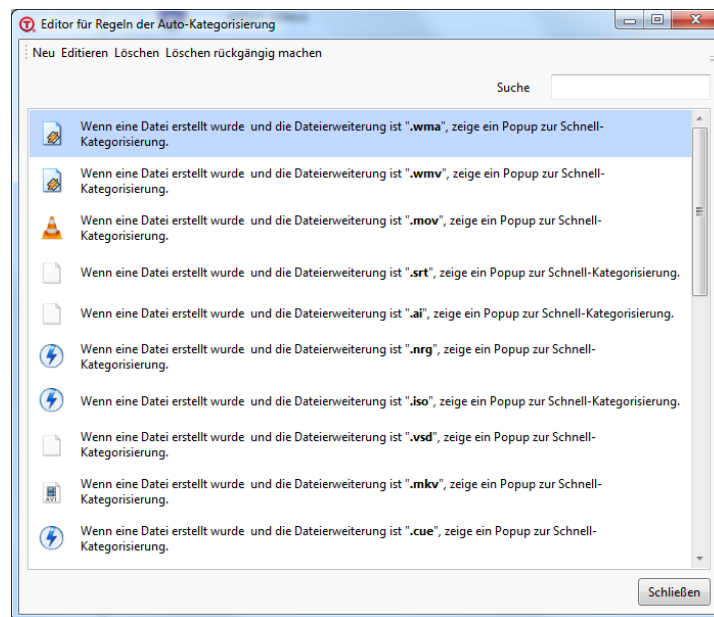 Editor für Regeln der Auto-Kategorisierung
Neu Editieren Löschen Löschen rückgängig machen
Suche
Wenn eine Datei erstellt wurde  und die Dateierweiterung ist ".wma", zeige ein Popup zur Schnell-
Kategorisierung.
Wenn eine Datei erstellt wurde  und die Dateierweiterung ist ".wmv", zeige ein Popup zur Schnell-
Kategorisierung.
Wenn eine Datei erstellt wurde  und die Dateierweiterung ist ".mov", zeige ein Popup zur Schnell-
Kategorisierung.
Wenn eine Datei erstellt wurde  und die Dateierweiterung ist ".srt", zeige ein Popup zur Schnell-Kategorisierung.
Wenn eine Datei erstellt wurde  und die Dateierweiterung ist ".ai", zeige ein Popup zur Schnell-Kategorisierung.
Wenn eine Datei erstellt wurde  und die Dateierweiterung ist ".nrg", zeige ein Popup zur Schnell-
Kategorisierung.
Wenn eine Datei erstellt wurde  und die Dateierweiterung ist ".iso", zeige ein Popup zur Schnell-Kategorisierung.
Wenn eine Datei erstellt wurde  und die Dateierweiterung ist ".vsd", zeige ein Popup zur Schnell-
Kategorisierung.
AVI
Wenn eine Datei erstellt wurde  und die Dateierweiterung ist ".mkv", zeige ein Popup zur Schnell-
Kategorisierung.
Wenn eine Datei erstellt wurde  und die Dateierweiterung ist ".cue", zeige ein Popup zur Schnell-
Kategorisierung.
Schließen